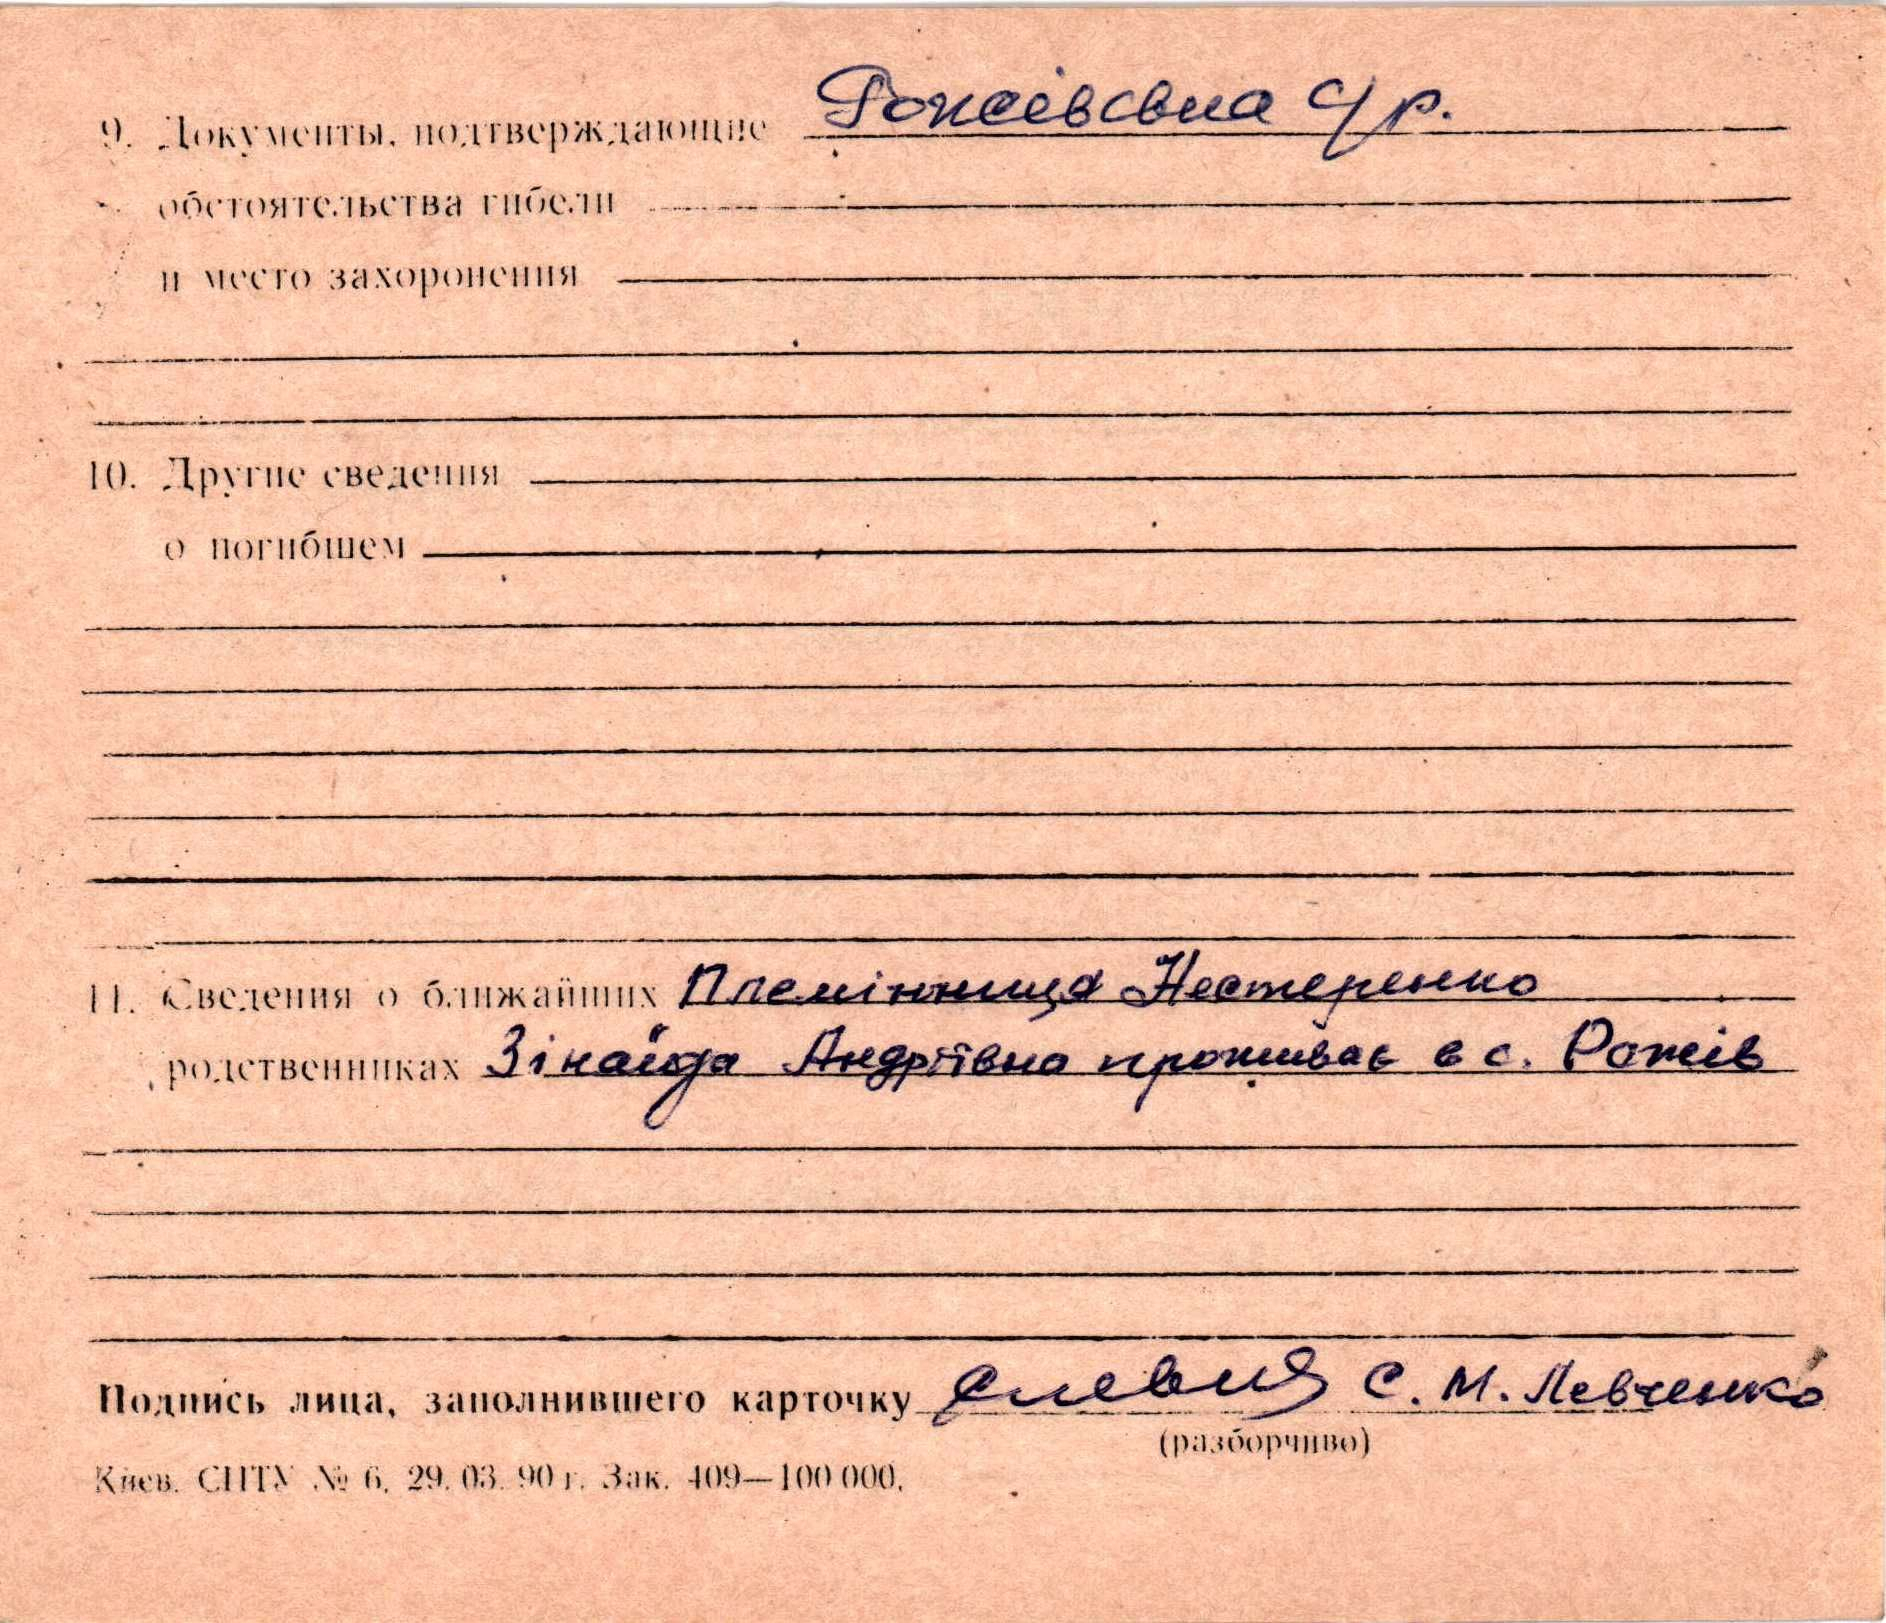 9. Документы, подтверждающие Рожівська с/р.
обстоятельства гибели
и место захоронения
10. Другие сведения
о погибшем
11. Сведения о ближайших Племінниця Нестеренко
родственниках Зінаїда Андріївна проживає в с. Рожів
Подпись лица, заполнившего карточку С. М. Левченко
(разборчиво)
Киев. СПТУ № 6. 29. 03. 90 г. Зак. 409—100 000.